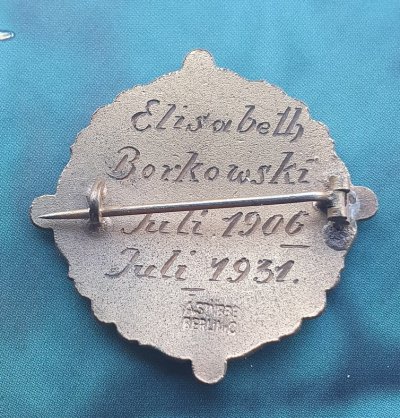 Elisabeth
Borkowski
Juli 1906
Juli 1931.
BERLIN